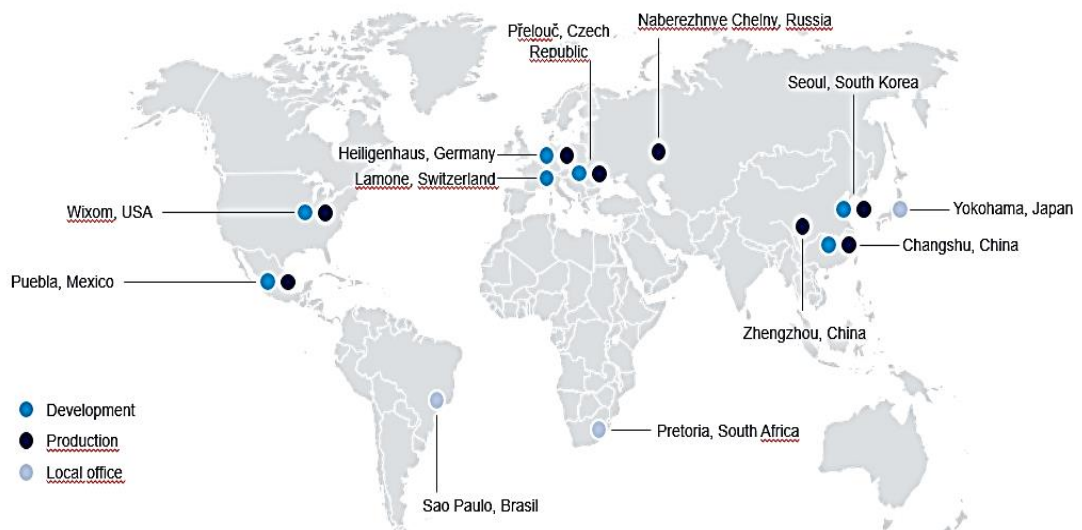 Naberezhnve Chelny, Russia
Přelouč, Czech
Republic
Seoul, South Korea
Heiligenhaus, Germany
Lamone, Switzerland
Wixom, USA
Yokohama, Japan
Changshu, China
Puebla, Mexico
Zhengzhou, China
Development
Production
Local office
Pretoria, South Africa
Sao Paulo, Brasil